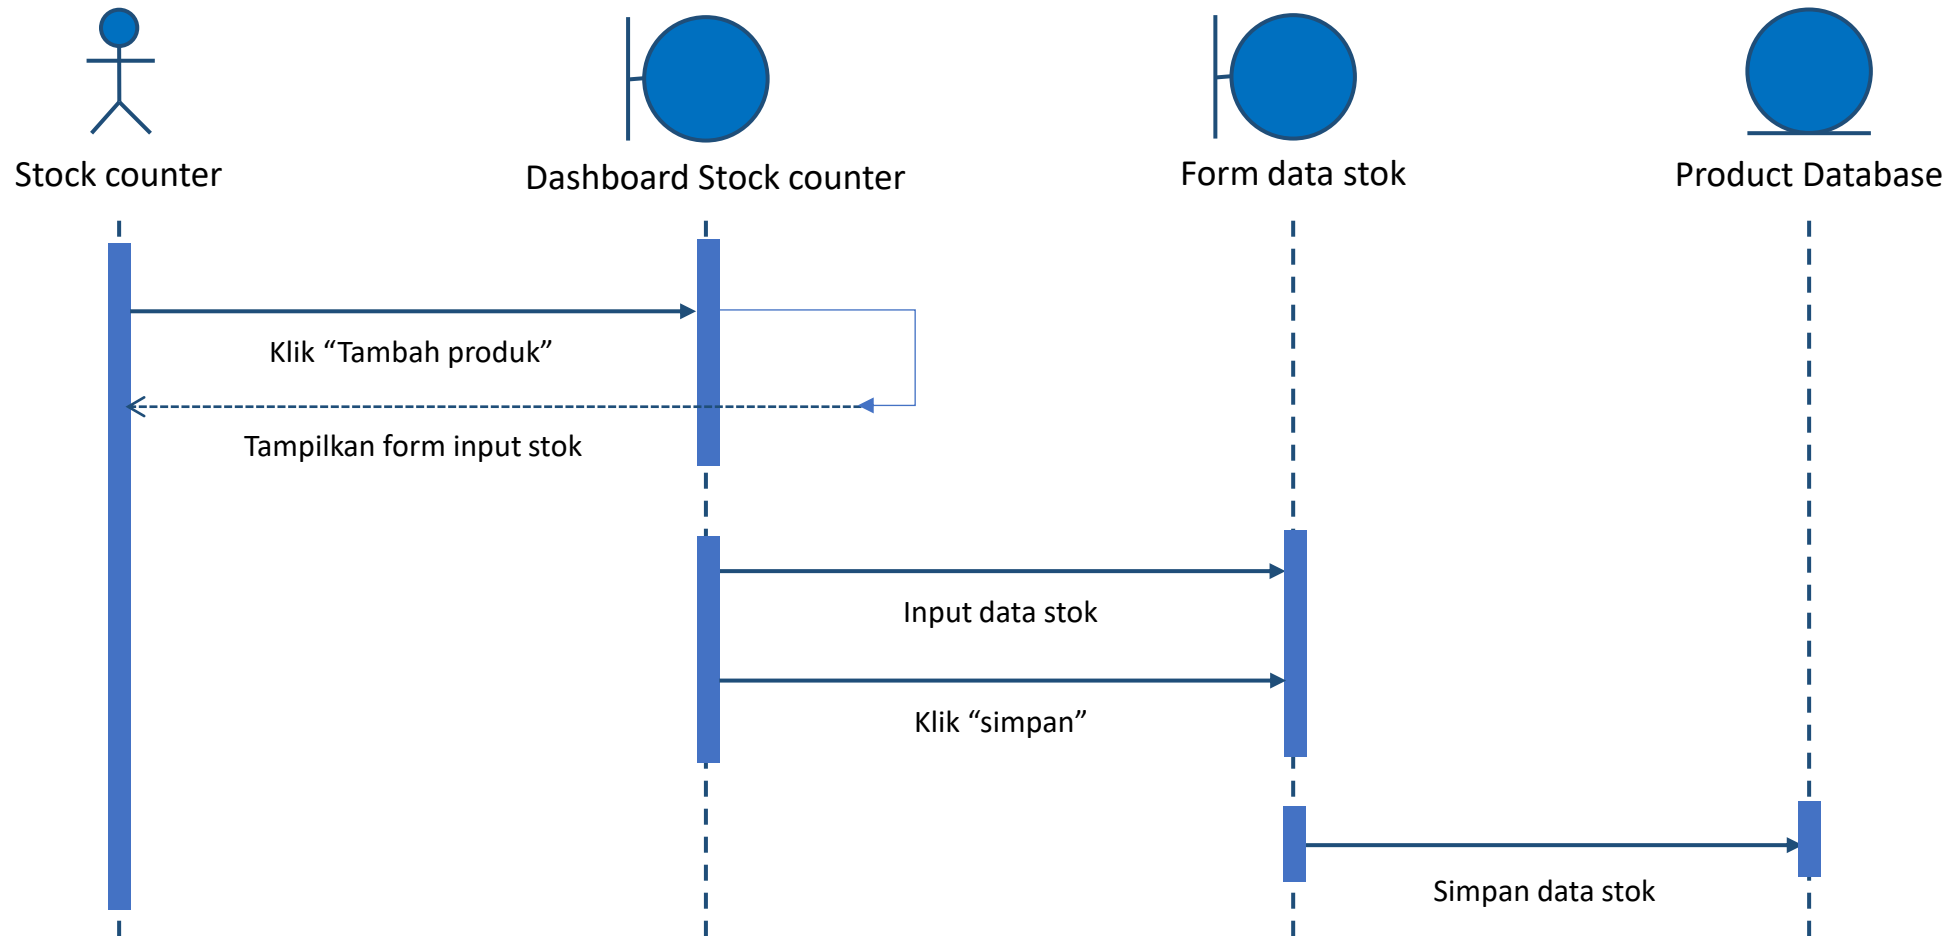 Stock counter
Dashboard Stock counter
Form data stok
Product Database
Klik “Tambah produk”
Tampilkan form input stok
Input data stok
Klik “simpan”
Simpan data stok